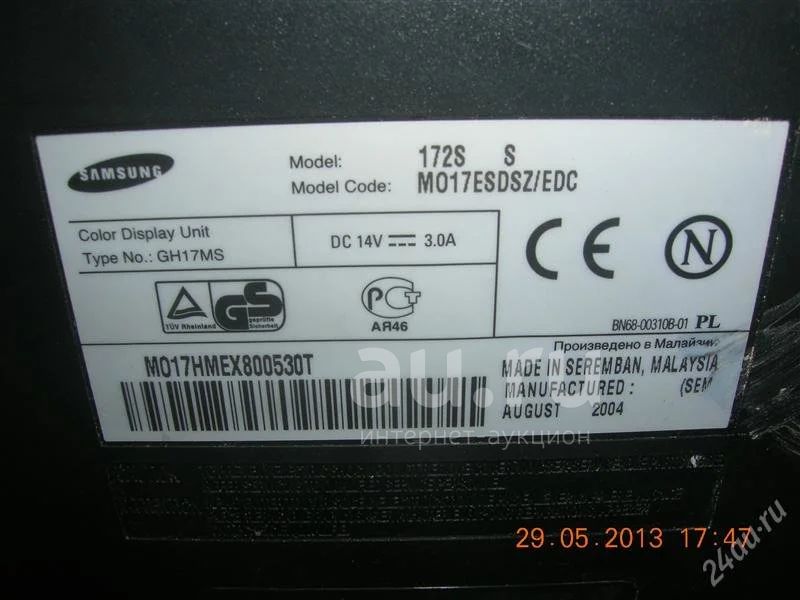 SAMSUNG
Model: 172S S
Model Code: MO17ESDSZ/EDC
Color Display Unit
Type No.: GH17MS
DC 14V 3.0A
CE
N
TÜV Rheinland
GS
geprüfte
Sicherheit
РСТ
АЯ46
BN68-00310B-01 PL
Произведено в Малайзии
MO17HMEX800530T
MADE IN SEREMBAN, MALAYSIA
MANUFACTURED : (SEM
AUGUST 2004
au.ru
интернет-аукцион
29.05.2013 17:47
24au.ru